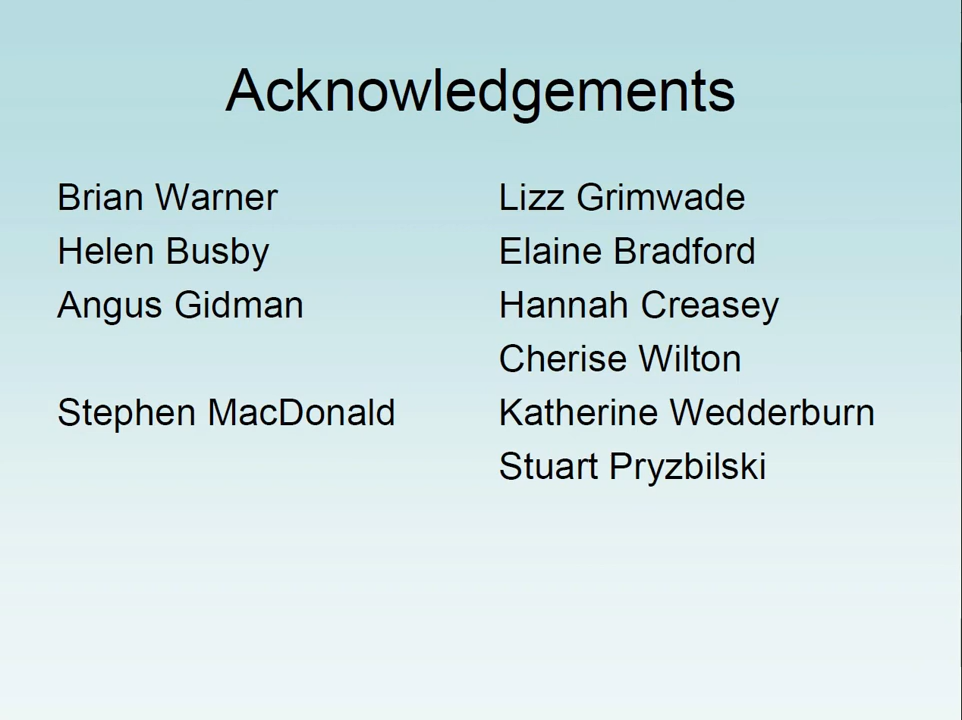 Acknowledgements
Brian Warner
Helen Busby
Angus Gidman
Stephen MacDonald
Lizz Grimwade
Elaine Bradford
Hannah Creasey
Cherise Wilton
Katherine Wedderburn
Stuart Pryzbilski